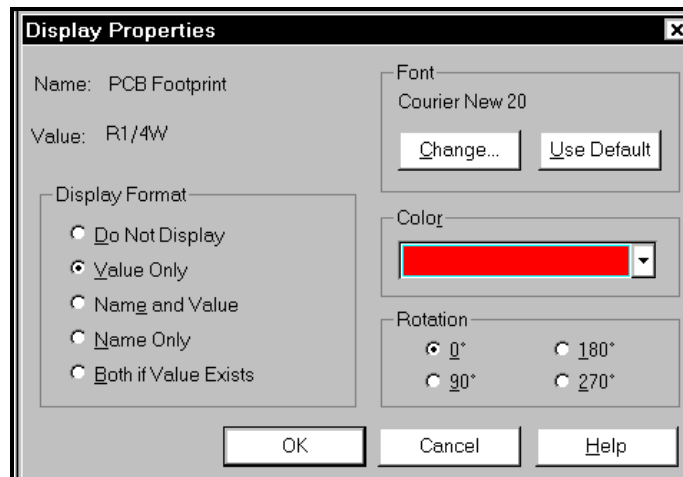 Display Properties
Name: PCB Footprint
Value: R1/4W
Display Format
Do Not Display
Value Only
Name and Value
Name Only
Both if Value Exists
Font
Courier New 20
Change... Use Default
Color
Rotation
0° 180°
90° 270°
OK Cancel Help